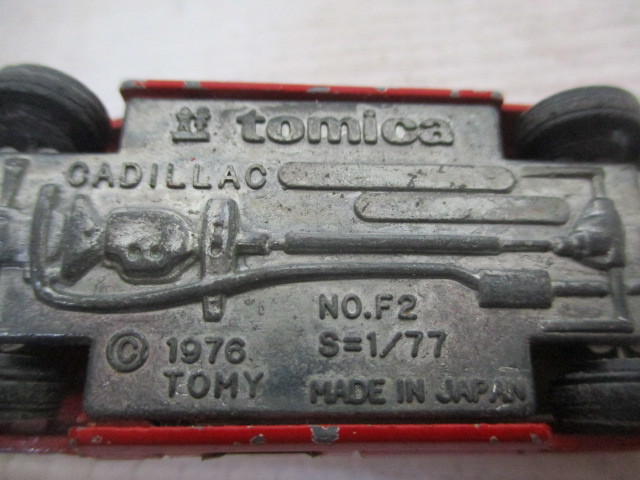 tomica
CADILLAC
NO.F2
S=1/77
© 1976
TOMY
MADE IN JAPAN